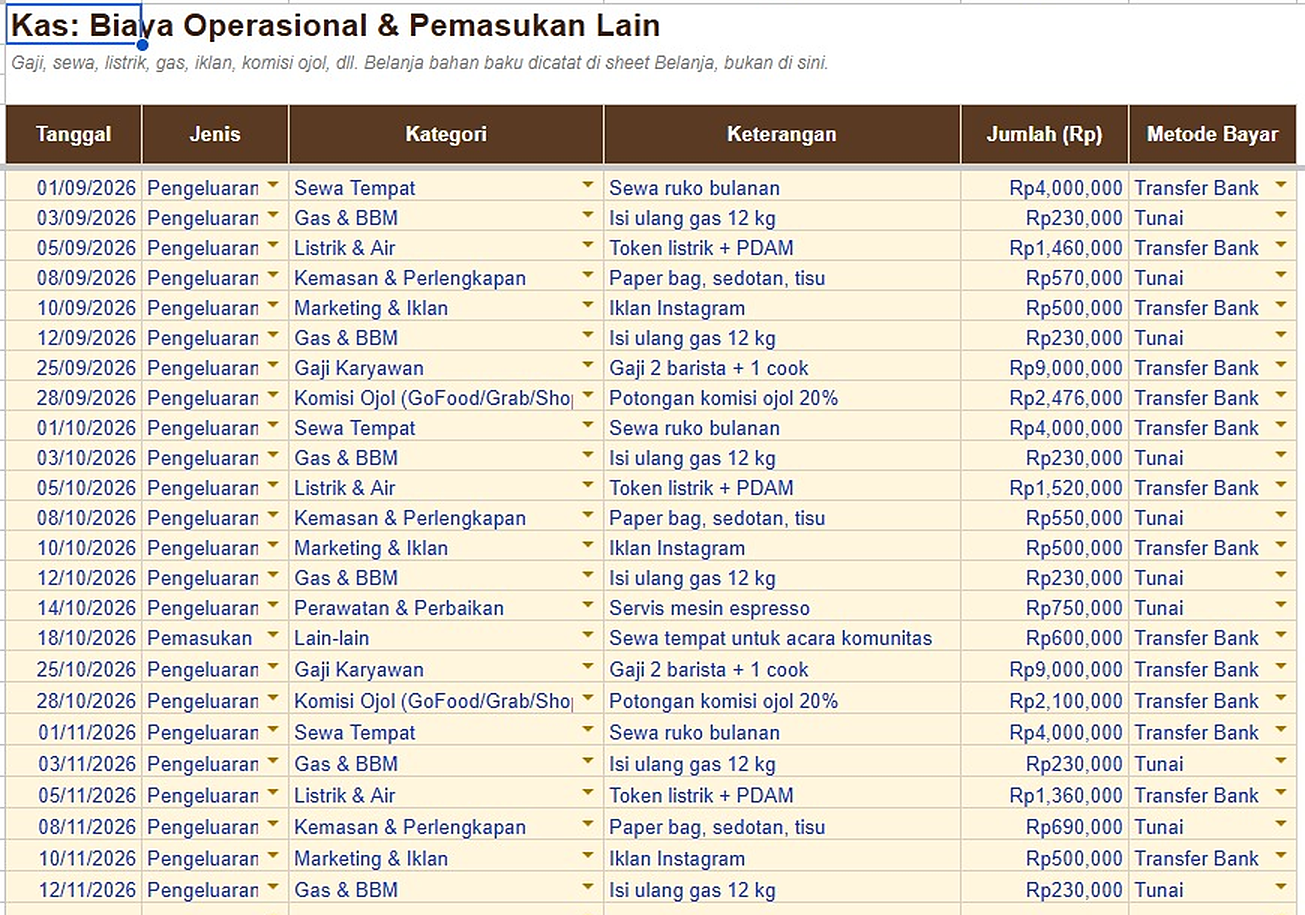 Kas: Biaya Operasional & Pemasukan Lain
Gaji, sewa, listrik, gas, iklan, komisi ojol, dll. Belanja bahan baku dicatat di sheet Belanja, bukan di sini.
Tanggal Jenis Kategori Keterangan Jumlah (Rp) Metode Bayar
01/09/2026 Pengeluaran Sewa Tempat Sewa ruko bulanan Rp4,000,000 Transfer Bank
03/09/2026 Pengeluaran Gas & BBM Isi ulang gas 12 kg Rp230,000 Tunai
05/09/2026 Pengeluaran Listrik & Air Token listrik + PDAM Rp1,460,000 Transfer Bank
08/09/2026 Pengeluaran Kemasan & Perlengkapan Paper bag, sedotan, tisu Rp570,000 Tunai
10/09/2026 Pengeluaran Marketing & Iklan Iklan Instagram Rp500,000 Transfer Bank
12/09/2026 Pengeluaran Gas & BBM Isi ulang gas 12 kg Rp230,000 Tunai
25/09/2026 Pengeluaran Gaji Karyawan Gaji 2 barista + 1 cook Rp9,000,000 Transfer Bank
28/09/2026 Pengeluaran Komisi Ojol (GoFood/Grab/Shop Potongan komisi ojol 20% Rp2,476,000 Transfer Bank
01/10/2026 Pengeluaran Sewa Tempat Sewa ruko bulanan Rp4,000,000 Transfer Bank
03/10/2026 Pengeluaran Gas & BBM Isi ulang gas 12 kg Rp230,000 Tunai
05/10/2026 Pengeluaran Listrik & Air Token listrik + PDAM Rp1,520,000 Transfer Bank
08/10/2026 Pengeluaran Kemasan & Perlengkapan Paper bag, sedotan, tisu Rp550,000 Tunai
10/10/2026 Pengeluaran Marketing & Iklan Iklan Instagram Rp500,000 Transfer Bank
12/10/2026 Pengeluaran Gas & BBM Isi ulang gas 12 kg Rp230,000 Tunai
14/10/2026 Pengeluaran Perawatan & Perbaikan Servis mesin espresso Rp750,000 Tunai
18/10/2026 Pemasukan Lain-lain Sewa tempat untuk acara komunitas Rp600,000 Transfer Bank
25/10/2026 Pengeluaran Gaji Karyawan Gaji 2 barista + 1 cook Rp9,000,000 Transfer Bank
28/10/2026 Pengeluaran Komisi Ojol (GoFood/Grab/Shop Potongan komisi ojol 20% Rp2,100,000 Transfer Bank
01/11/2026 Pengeluaran Sewa Tempat Sewa ruko bulanan Rp4,000,000 Transfer Bank
03/11/2026 Pengeluaran Gas & BBM Isi ulang gas 12 kg Rp230,000 Tunai
05/11/2026 Pengeluaran Listrik & Air Token listrik + PDAM Rp1,360,000 Transfer Bank
08/11/2026 Pengeluaran Kemasan & Perlengkapan Paper bag, sedotan, tisu Rp690,000 Tunai
10/11/2026 Pengeluaran Marketing & Iklan Iklan Instagram Rp500,000 Transfer Bank
12/11/2026 Pengeluaran Gas & BBM Isi ulang gas 12 kg Rp230,000 Tunai